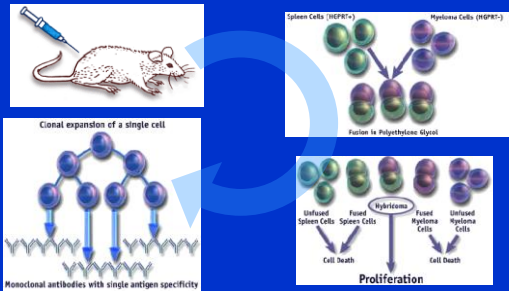 Spleen Cells (HGPRT+)
Myeloma Cells (HGPRT-)
Fusion in Polyethylene Glycol
Unfused
Spleen Cells
Fused
Spleen Cells
Hybridoma
Fused
Myeloma
Cells
Unfused
Myeloma
Cells
Cell Death
Cell Death
Proliferation
Clonal expansion of a single cell
Monoclonal antibodies with single antigen specificity